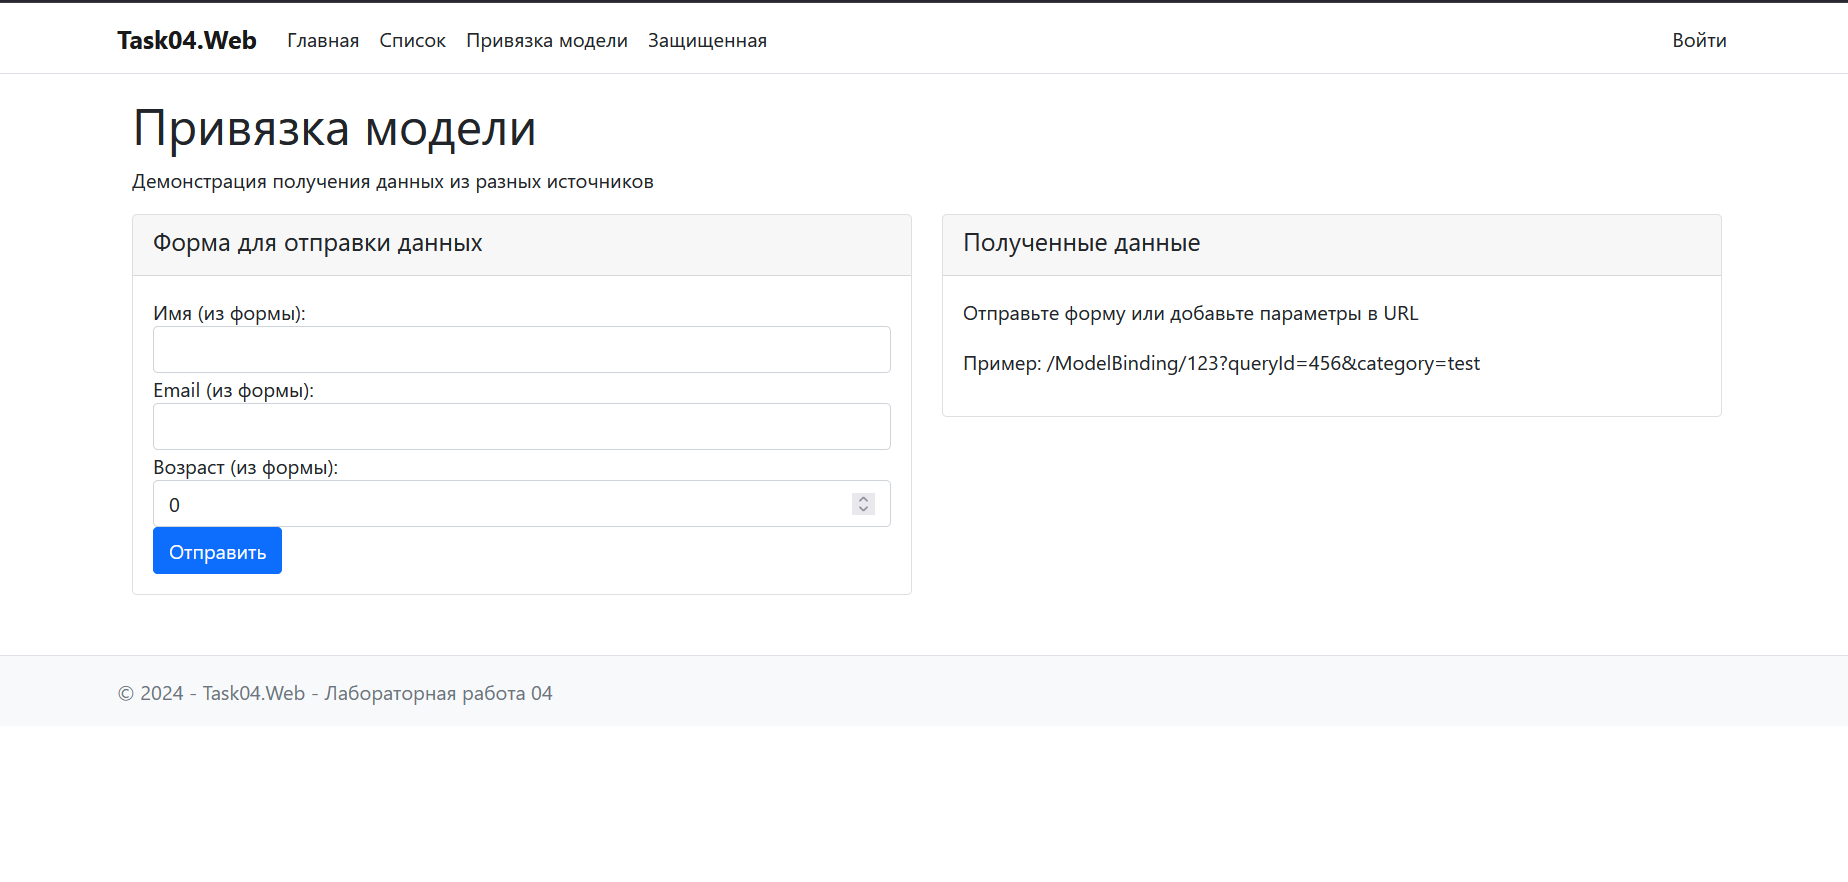 Task04.Web Главная Список Привязка модели Защищенная Войти
Привязка модели
Демонстрация получения данных из разных источников
Форма для отправки данных
Имя (из формы):
Email (из формы):
Возраст (из формы):
0
Отправить
Полученные данные
Отправьте форму или добавьте параметры в URL
Пример: /ModelBinding/123?queryId=456&category=test
© 2024 - Task04.Web - Лабораторная работа 04